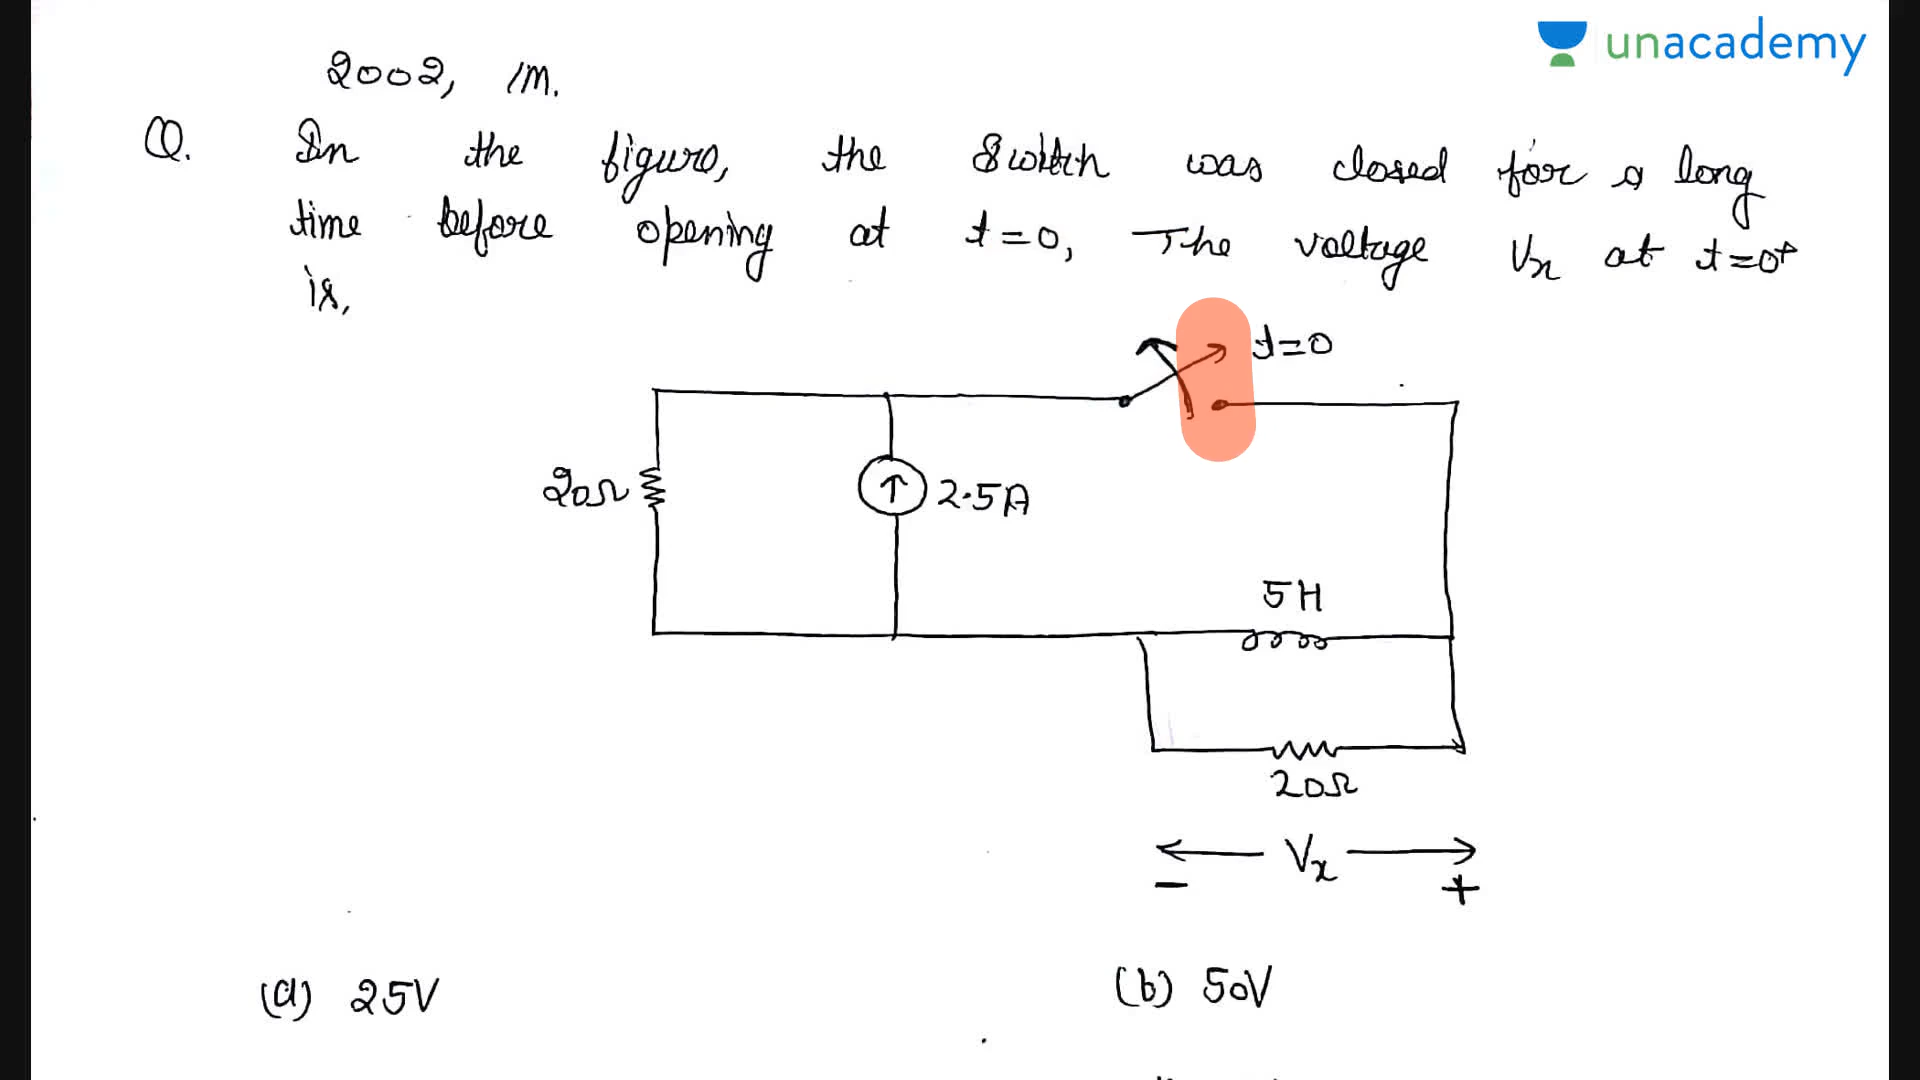 unacademy
2002, 1M.
Q. In the figure, the Switch was closed for a long
time before opening at t=0, The voltage Vx at t=0+
is,
t=0
20Ω
2.5A
5H
20Ω
Vx
- +
(a) 25V (b) 50V